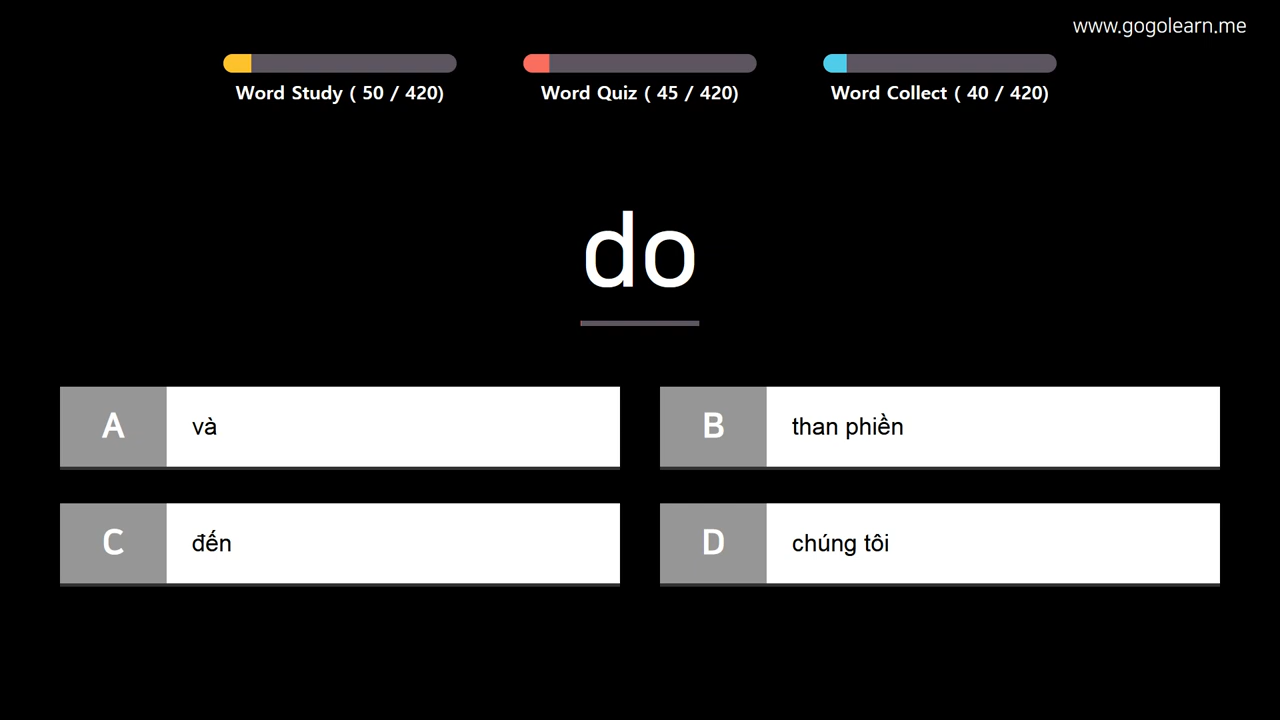 www.gogolearn.me
Word Study ( 50 / 420)
Word Quiz ( 45 / 420)
Word Collect ( 40 / 420)
do
A
và
B
than phiền
C
đến
D
chúng tôi